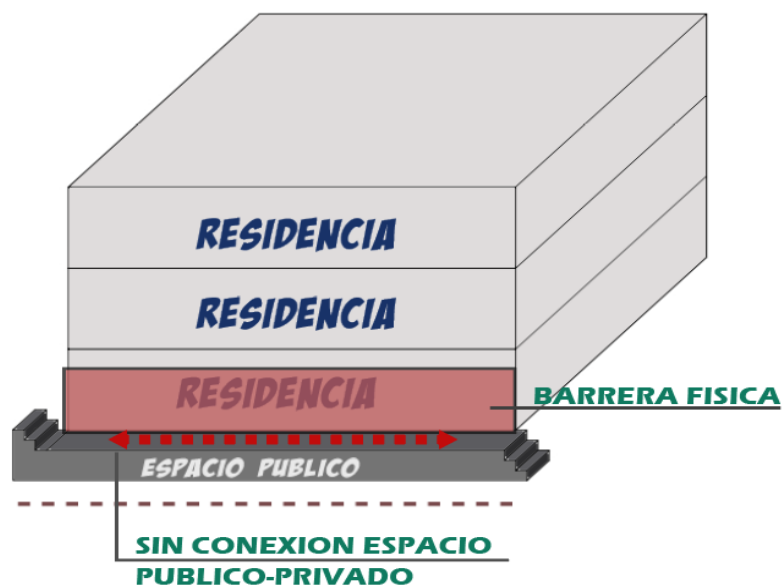 RESIDENCIA
RESIDENCIA
RESIDENCIA
BARRERA FISICA
ESPACIO PUBLICO
SIN CONEXION ESPACIO
PUBLICO-PRIVADO